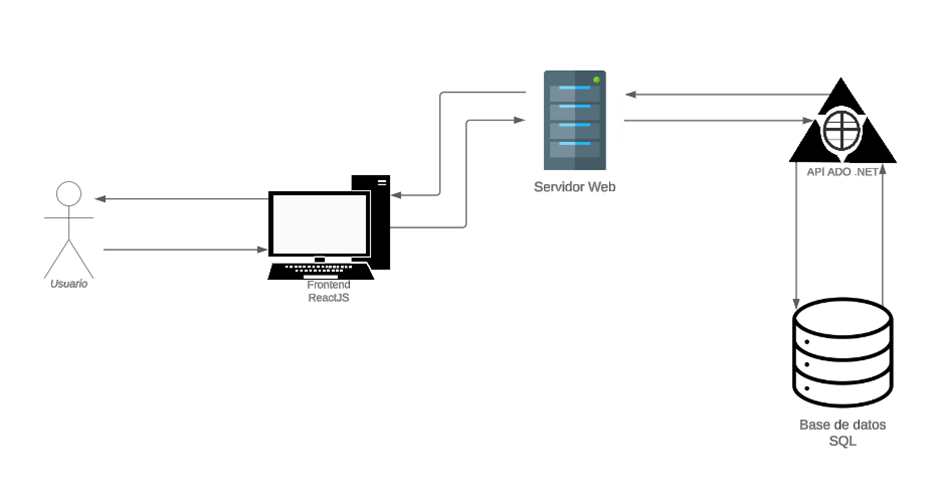 Servidor Web
API ADO .NET
Usuario
Frontend
ReactJS
Base de datos
SQL